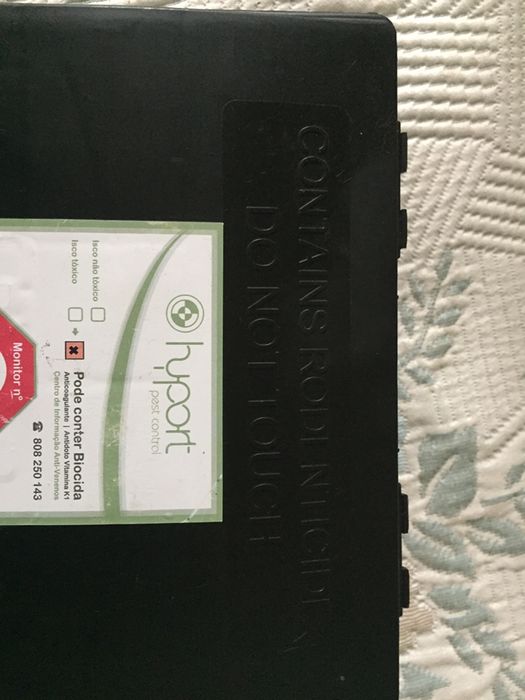 CONTAINS RODENTICIDA
DO NOT TOUCH
hyport
pest control
Isco não tóxico
Isco tóxico
Pode conter Biocida
Anticoagulante | Antídoto Vitamina K1
Centro de Informação Anti-Venenos
808 250 143
Monitor nº